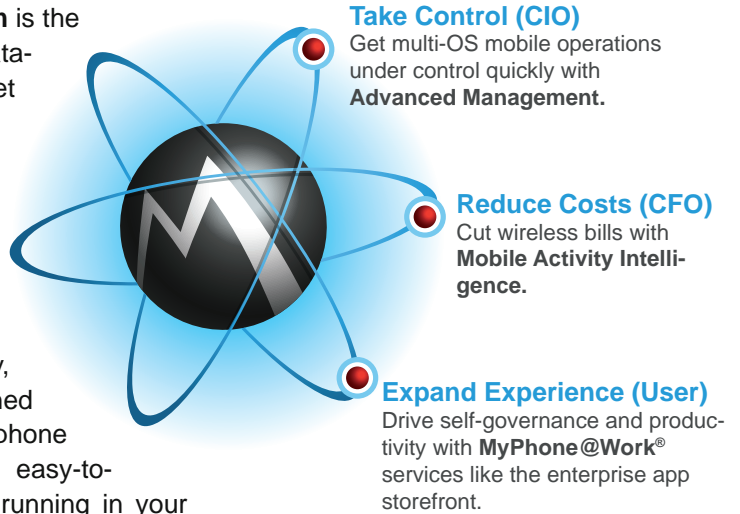 n is the
ta-
et
y,
ned
phone
easy-to-
running in your
Take Control (CIO)
Get multi-OS mobile operations
under control quickly with
Advanced Management.
Reduce Costs (CFO)
Cut wireless bills with
Mobile Activity Intelli-
gence.
Expand Experience (User)
Drive self-governance and produc-
tivity with MyPhone@Work®
services like the enterprise app
storefront.